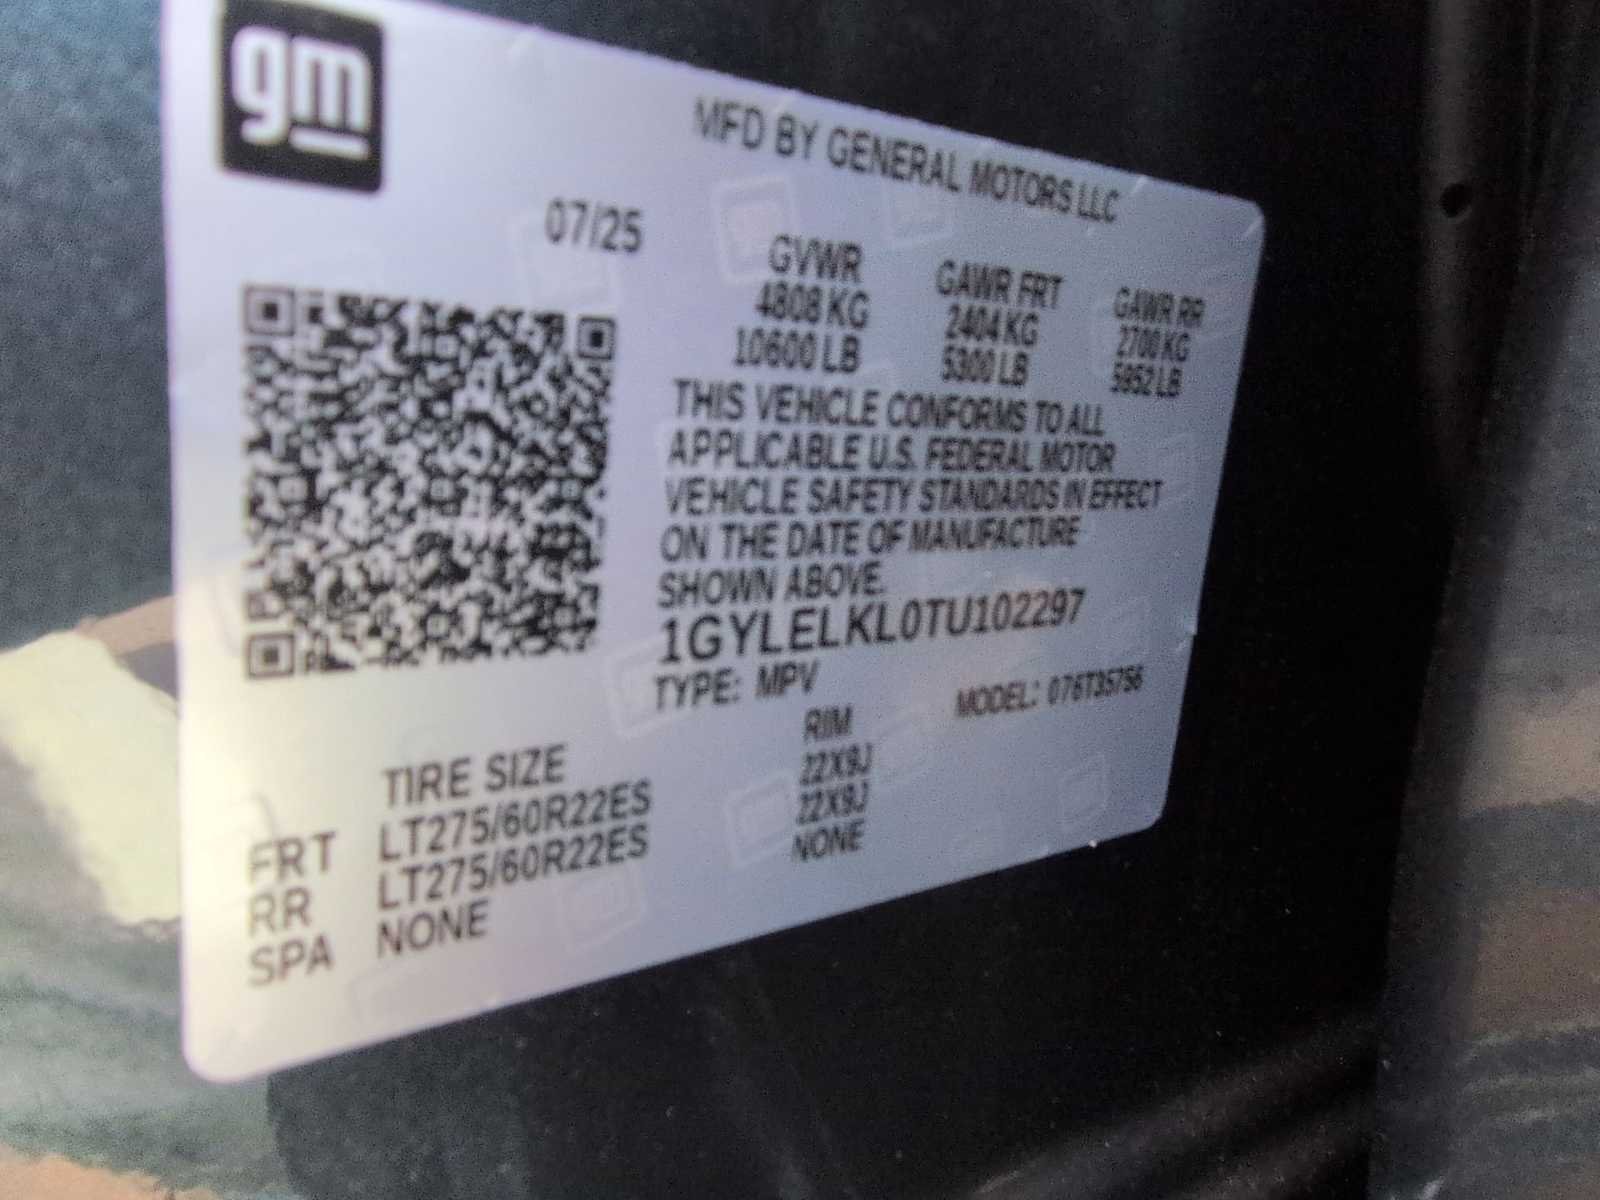 gm
MFD BY GENERAL MOTORS LLC
07/25
GVWR GAWR FRT GAWR RR
4808 KG 2404 KG 2700 KG
10600 LB 5300 LB 5952 LB
THIS VEHICLE CONFORMS TO ALL
APPLICABLE U.S. FEDERAL MOTOR
VEHICLE SAFETY STANDARDS IN EFFECT
ON THE DATE OF MANUFACTURE
SHOWN ABOVE.
1GYLELKL0TU102297
TYPE: MPV MODEL: 076T35756
TIRE SIZE RIM
FRT LT275/60R22ES 22X9J
RR LT275/60R22ES 22X9J
SPA NONE NONE